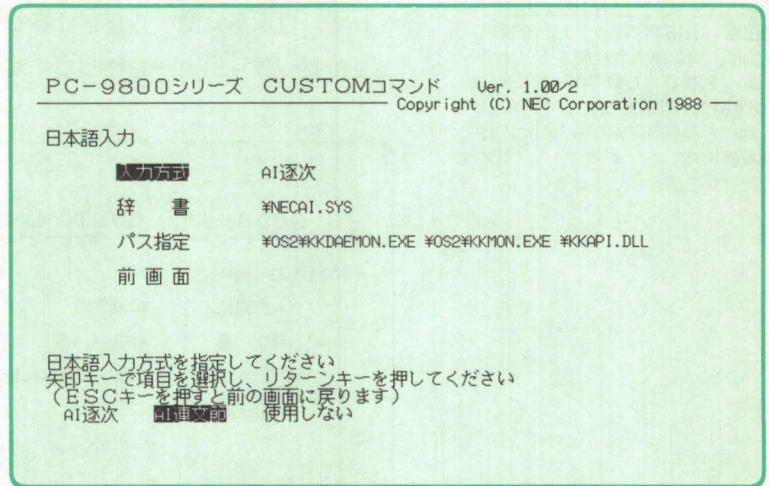 PC-9800シリーズ CUSTOMコマンド Ver. 1.00/2
Copyright (C) NEC Corporation 1988
日本語入力
入力方式 AI逐次
辞 書 ¥NECAI.SYS
パス指定 ¥OS2¥KKDAEMON.EXE ¥OS2¥KKMON.EXE ¥KKAPI.DLL
前 画 面
日本語入力方式を指定してください
矢印キーで項目を選択し、リターンキーを押してください
(ESCキーを押すと前の画面に戻ります)
AI逐次 AI連文節 使用しない